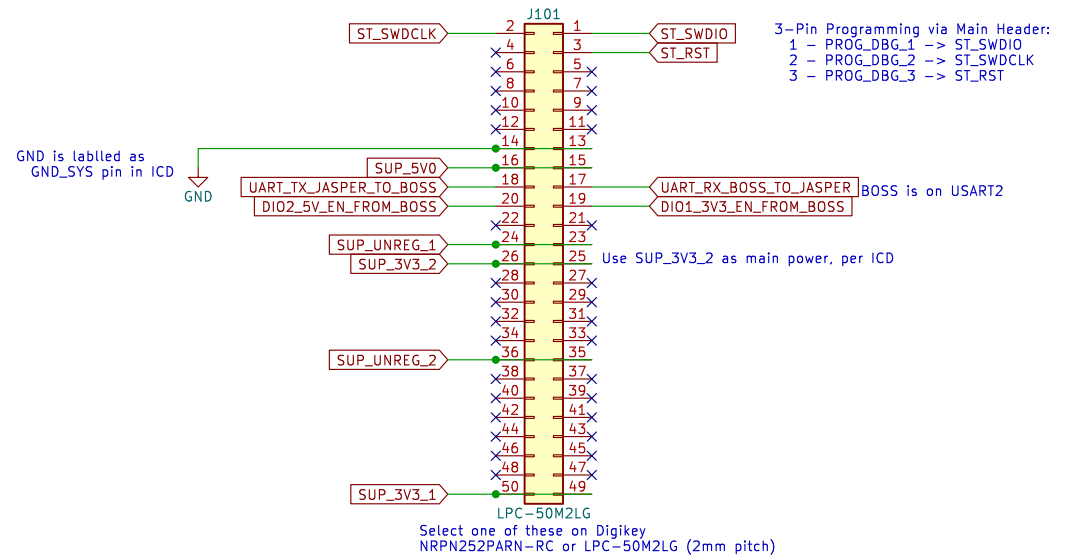 J101
ST_SWDCLK 2 1 ST_SWDIO
4 3 ST_RST
6 5
8 7
10 9
12 11
14 13
SUP_5V0 16 15
UART_TX_JASPER_TO_BOSS 18 17 UART_RX_BOSS_TO_JASPER
DIO2_5V_EN_FROM_BOSS 20 19 DIO1_3V3_EN_FROM_BOSS
22 21
SUP_UNREG_1 24 23
SUP_3V3_2 26 25
28 27
30 29
32 31
34 33
SUP_UNREG_2 36 35
38 37
40 39
42 41
44 43
46 45
48 47
SUP_3V3_1 50 49
LPC-50M2LG
3-Pin Programming via Main Header:
1 - PROG_DBG_1 -> ST_SWDIO
2 - PROG_DBG_2 -> ST_SWDCLK
3 - PROG_DBG_3 -> ST_RST
GND is lablled as
GND_SYS pin in ICD
GND
BOSS is on USART2
Use SUP_3V3_2 as main power, per ICD
Select one of these on Digikey
NRPN252PARN-RC or LPC-50M2LG (2mm pitch)